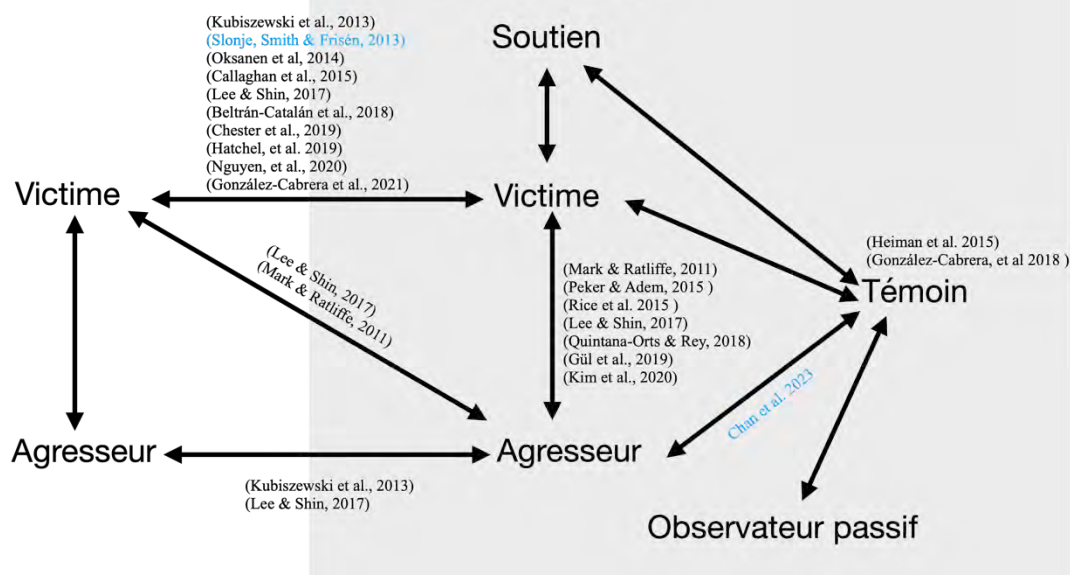 (Kubiszewski et al., 2013)
(Slonje, Smith & Frisén, 2013)
(Oksanen et al, 2014)
(Callaghan et al., 2015)
(Lee & Shin, 2017)
(Beltrán-Catalán et al., 2018)
(Chester et al., 2019)
(Hatchel, et al. 2019)
(Nguyen, et al., 2020)
(González-Cabrera et al., 2021)
Soutien
Victime
Victime
(Heiman et al. 2015)
(González-Cabrera, et al 2018 )
Témoin
(Lee & Shin, 2017)
(Mark & Ratliffe, 2011)
(Mark & Ratliffe, 2011)
(Peker & Adem, 2015 )
(Rice et al. 2015 )
(Lee & Shin, 2017)
(Quintana-Orts & Rey, 2018)
(Gül et al., 2019)
(Kim et al., 2020)
Chan et al. 2023
Agresseur
Agresseur
(Kubiszewski et al., 2013)
(Lee & Shin, 2017)
Observateur passif